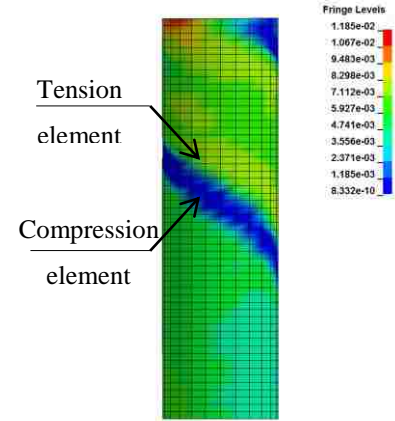 Fringe Levels
1.185e-02
1.067e-02
9.483e-03
8.298e-03
7.112e-03
5.927e-03
4.741e-03
3.556e-03
2.371e-03
1.185e-03
8.332e-10
Tension
element
Compression
element